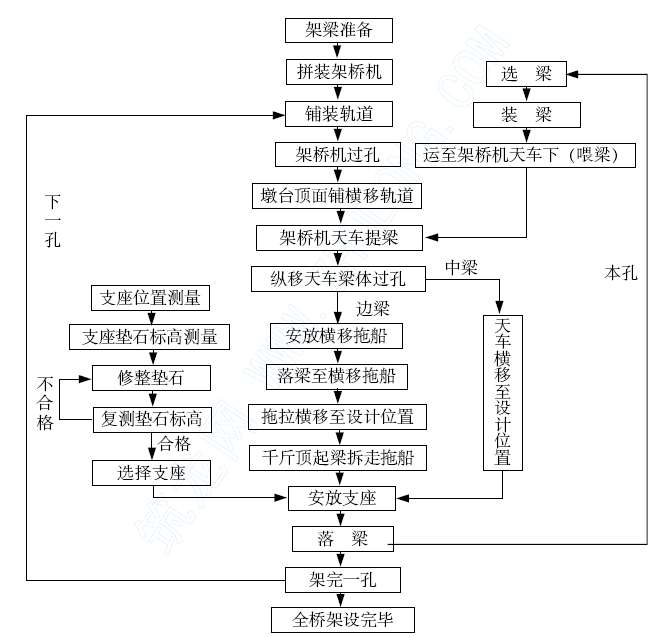 架梁准备
拼装架桥机
选 梁
铺装轨道
装 梁
架桥机过孔
运至架桥机天车下（喂梁）
墩台顶面铺横移轨道
下一孔
架桥机天车提梁
纵移天车梁体过孔
中梁
本孔
支座位置测量
边梁
支座垫石标高测量
安放横移拖船
天车横移至设计位置
修整垫石
落梁至横移拖船
不合格
复测垫石标高
拖拉横移至设计位置
合格
选择支座
千斤顶起梁拆走拖船
安放支座
落 梁
架完一孔
全桥架设完毕